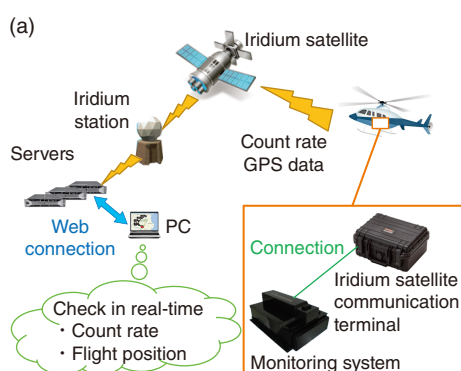 (a)
Iridium satellite
Iridium
station
Servers
Count rate
GPS data
Web
connection
PC
Connection
Check in real-time
・Count rate
・Flight position
Iridium satellite
communication
terminal
Monitoring system